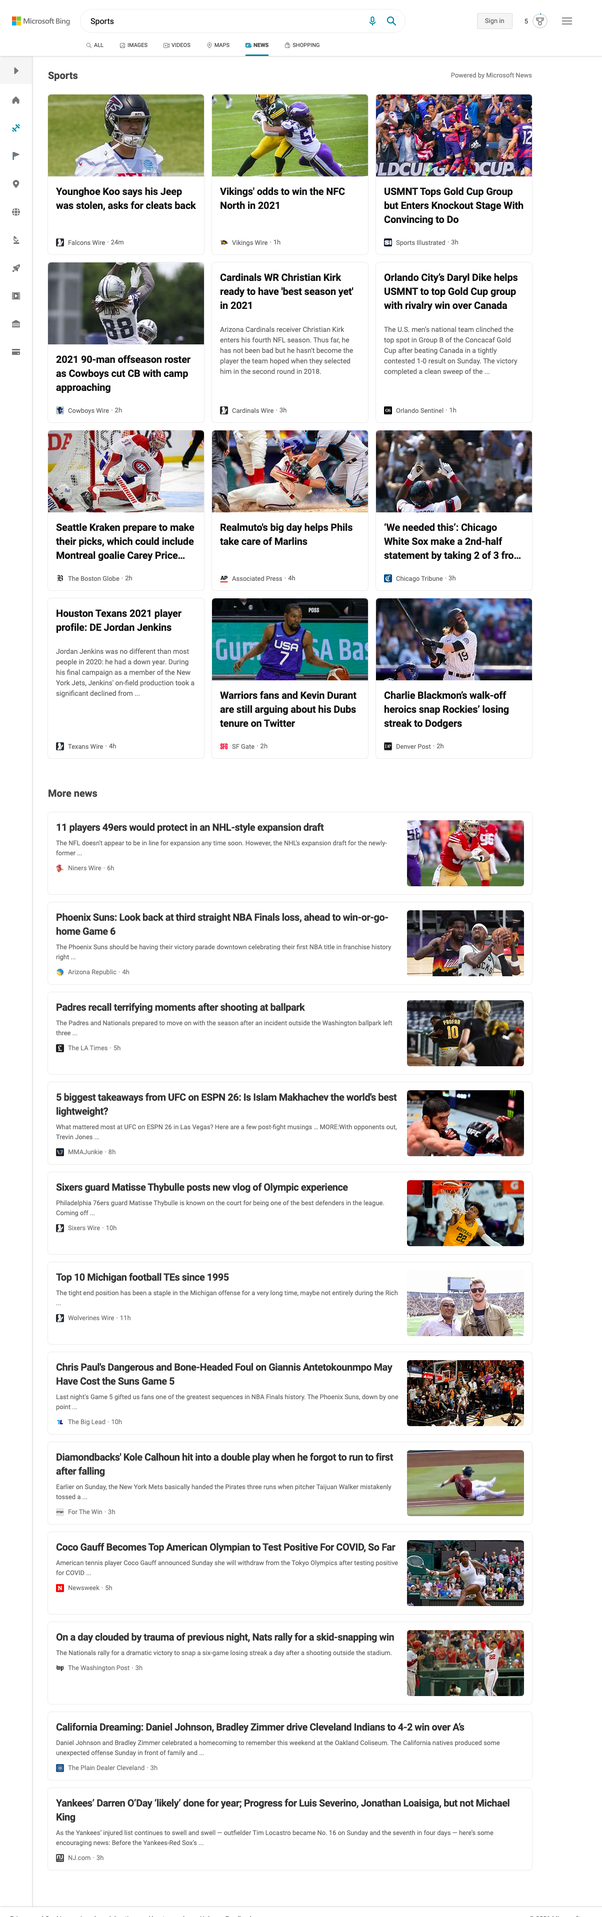 Microsoft Bing
Sports
Sign in
5
ALL
IMAGES
VIDEOS
MAPS
NEWS
SHOPPING
Sports
Powered by Microsoft News
Younghoe Koo says his Jeep
was stolen, asks for cleats back
Falcons Wire · 24m
Vikings' odds to win the NFC
North in 2021
Vikings Wire · 1h
USMNT Tops Gold Cup Group
but Enters Knockout Stage With
Convincing to Do
Sports Illustrated · 3h
88
2021 90-man offseason roster
as Cowboys cut CB with camp
approaching
Cowboys Wire · 2h
Cardinals WR Christian Kirk
ready to have 'best season yet'
in 2021
Arizona Cardinals receiver Christian Kirk
enters his fourth NFL season. Thus far, he
has not been bad but he hasn't become the
player the team hoped when they selected
him in the second round in 2018.
Cardinals Wire · 3h
Orlando City's Daryl Dike helps
USMNT to top Gold Cup group
with rivalry win over Canada
The U.S. men's national team clinched the
top spot in Group B of the Concacaf Gold
Cup after beating Canada in a tightly
contested 1-0 result on Sunday. The victory
completed a clean sweep of the ...
Orlando Sentinel · 1h
Seattle Kraken prepare to make
their picks, which could include
Montreal goalie Carey Price...
The Boston Globe · 2h
Realmuto's big day helps Phils
take care of Marlins
Associated Press · 4h
'We needed this': Chicago
White Sox make a 2nd-half
statement by taking 2 of 3 fro...
Chicago Tribune · 3h
Houston Texans 2021 player
profile: DE Jordan Jenkins
Jordan Jenkins was no different than most
people in 2020: he had a down year. During
his final campaign as a member of the New
York Jets, Jenkins' on-field production took a
significant declined from ...
Texans Wire · 4h
USA
7
Warriors fans and Kevin Durant
are still arguing about his Dubs
tenure on Twitter
SF Gate · 2h
19
Charlie Blackmon's walk-off
heroics snap Rockies' losing
streak to Dodgers
Denver Post · 2h
More news
11 players 49ers would protect in an NHL-style expansion draft
The NFL doesn't appear to be in line for expansion any time soon. However, the NHL's expansion draft for the newly-
former ...
Niners Wire · 6h
Phoenix Suns: Look back at third straight NBA Finals loss, ahead to win-or-go-
home Game 6
The Phoenix Suns should be having their victory parade downtown celebrating their first NBA title in franchise history
right ...
Arizona Republic · 4h
Padres recall terrifying moments after shooting at ballpark
The Padres and Nationals prepared to move on with the season after an incident outside the Washington ballpark left
three ...
The LA Times · 5h
10
5 biggest takeaways from UFC on ESPN 26: Is Islam Makhachev the world's best
lightweight?
What mattered most at UFC on ESPN 26 in Las Vegas? Here are a few post-fight musings ... MORE:With opponents out,
Trevin Jones ...
MMAJunkie · 8h
Sixers guard Matisse Thybulle posts new vlog of Olympic experience
Philadelphia 76ers guard Matisse Thybulle is known on the court for being one of the best defenders in the league.
Coming off ...
Sixers Wire · 10h
Top 10 Michigan football TEs since 1995
The tight end position has been a staple in the Michigan offense for a very long time, maybe not entirely during the Rich
...
Wolverines Wire · 11h
Chris Paul's Dangerous and Bone-Headed Foul on Giannis Antetokounmpo May
Have Cost the Suns Game 5
Last night's Game 5 gifted us fans one of the greatest sequences in NBA Finals history. The Phoenix Suns, down by one
point ...
The Big Lead · 10h
Diamondbacks' Kole Calhoun hit into a double play when he forgot to run to first
after falling
Earlier on Sunday, the New York Mets basically handed the Pirates three runs when pitcher Taijuan Walker mistakenly
tossed a ...
For The Win · 3h
Coco Gauff Becomes Top American Olympian to Test Positive For COVID, So Far
American tennis player Coco Gauff announced Sunday she will withdraw from the Tokyo Olympics after testing positive
for COVID ...
Newsweek · 5h
On a day clouded by trauma of previous night, Nats rally for a skid-snapping win
The Nationals rally for a dramatic victory to snap a six-game losing streak a day after a shooting outside the stadium.
The Washington Post · 3h
California Dreaming: Daniel Johnson, Bradley Zimmer drive Cleveland Indians to 4-2 win over A's
Daniel Johnson and Bradley Zimmer celebrated a homecoming to remember this weekend at the Oakland Coliseum. The California natives produced some
unexpected offense Sunday in front of family and ...
The Plain Dealer Cleveland · 3h
Yankees' Darren O'Day 'likely' done for year; Progress for Luis Severino, Jonathan Loaisiga, but not Michael
King
As the Yankees' injured list continues to swell and swell — outfielder Tim Locastro became No. 16 on Sunday and the seventh in four days — here's some
encouraging news: Before the Yankees-Red Sox's ...
NJ.com · 3h